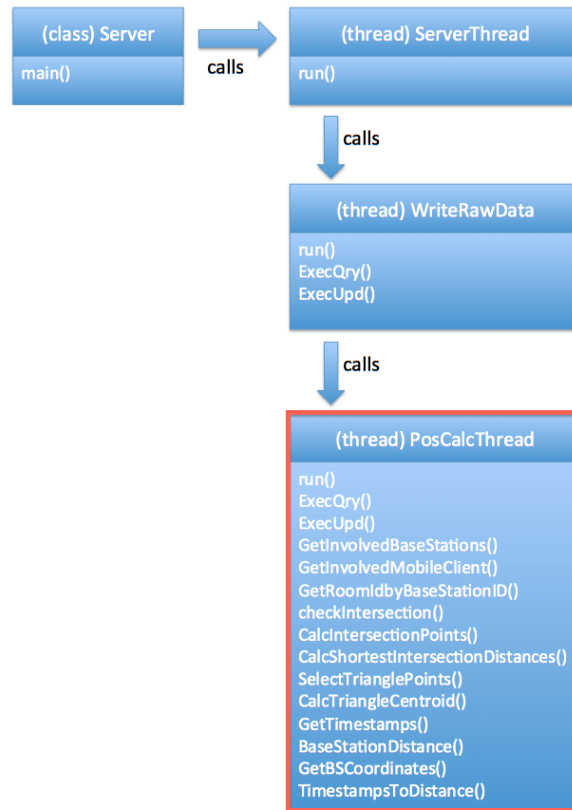 (class) Server
main()
calls
(thread) ServerThread
run()
calls
(thread) WriteRawData
run()
ExecQry()
ExecUpd()
calls
(thread) PosCalcThread
run()
ExecQry()
ExecUpd()
GetInvolvedBaseStations()
GetInvolvedMobileClient()
GetRoomIdbyBaseStationID()
checkIntersection()
CalcIntersectionPoints()
CalcShortestIntersectionDistances()
SelectTrianglePoints()
CalcTriangleCentroid()
GetTimestamps()
BaseStationDistance()
GetBSCoordinates()
TimestampsToDistance()